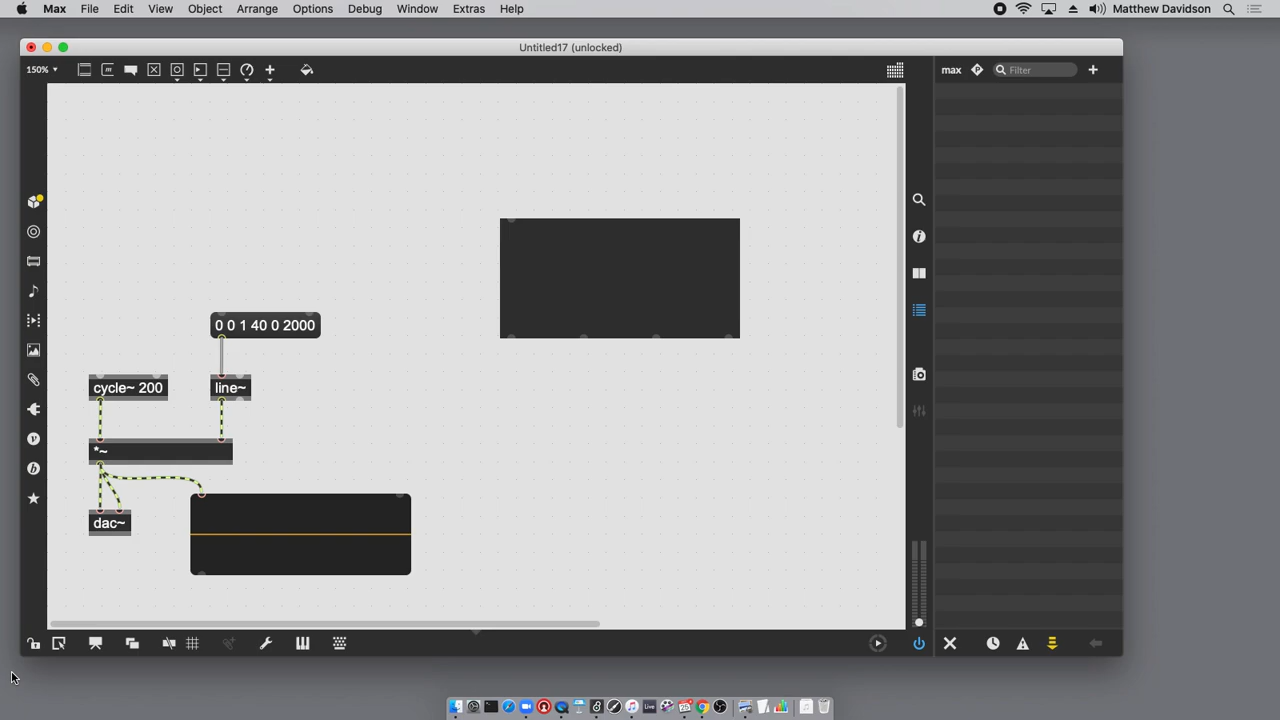 Max File Edit View Object Arrange Options Debug Window Extras Help Matthew Davidson
Untitled17 (unlocked)
150% max Filter
0 0 1 40 0 2000
cycle~ 200 line~
*~
dac~